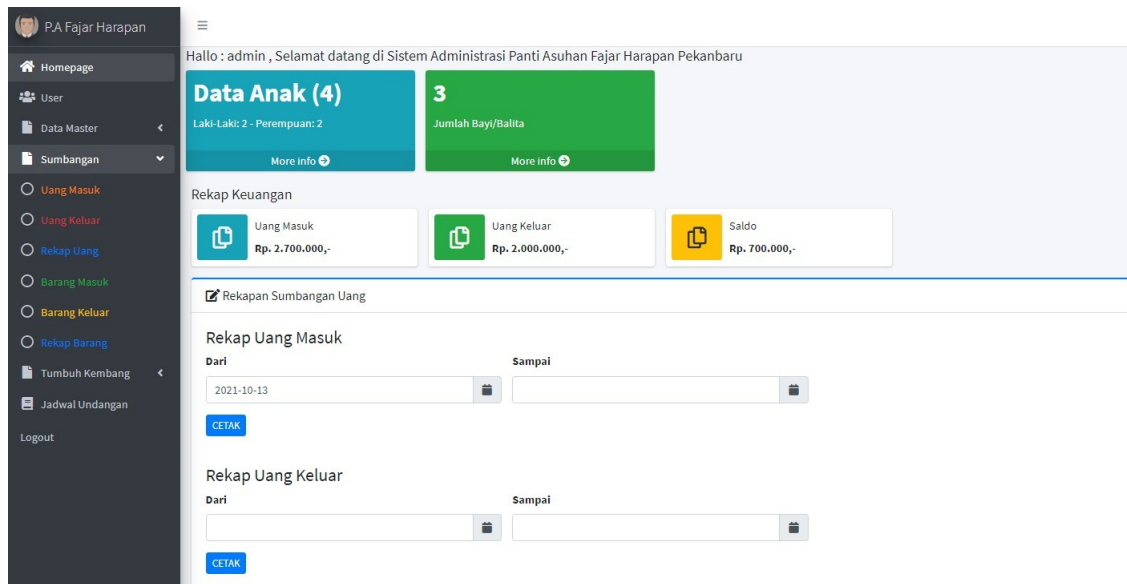 P.A Fajar Harapan
Homepage
User
Data Master
Sumbangan
Uang Masuk
Uang Keluar
Rekap Uang
Barang Masuk
Barang Keluar
Rekap Barang
Tumbuh Kembang
Jadwal Undangan
Logout
Hallo : admin , Selamat datang di Sistem Administrasi Panti Asuhan Fajar Harapan Pekanbaru
Data Anak (4)
Laki-Laki: 2 - Perempuan: 2
More info
3
Jumlah Bayi/Balita
More info
Rekap Keuangan
Uang Masuk
Rp. 2.700.000,-
Uang Keluar
Rp. 2.000.000,-
Saldo
Rp. 700.000,-
Rekapan Sumbangan Uang
Rekap Uang Masuk
Dari
Sampai
2021-10-13
CETAK
Rekap Uang Keluar
Dari
Sampai
CETAK